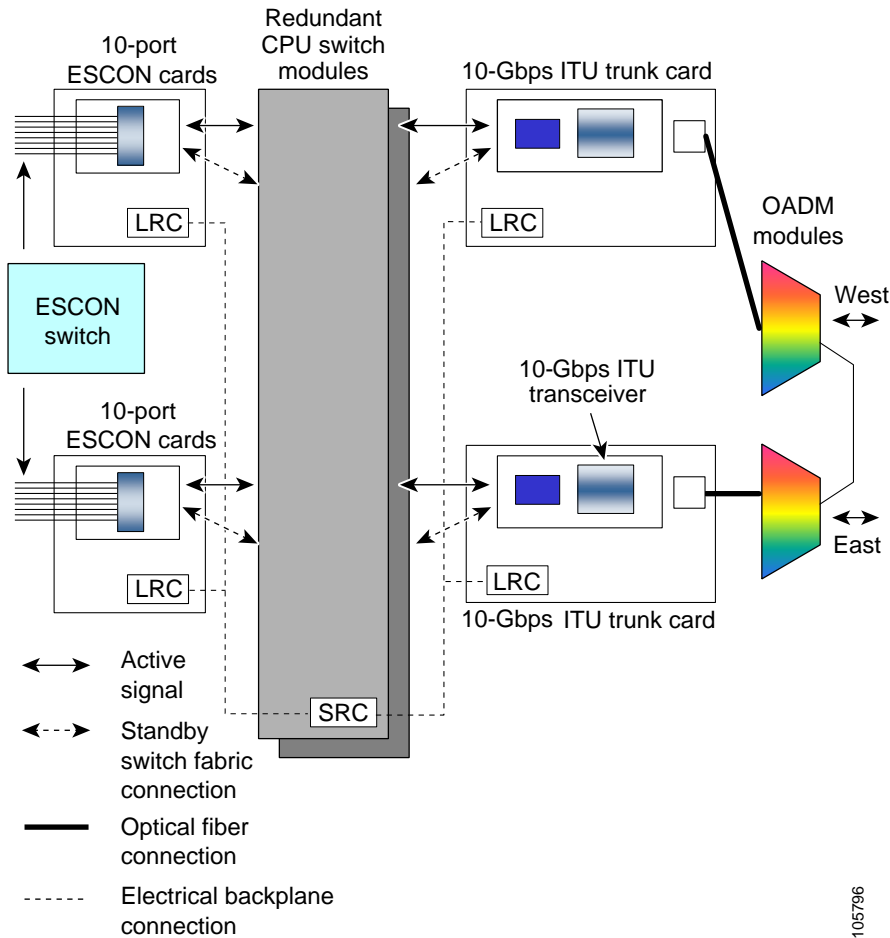 Redundant
CPU switch
modules
10-port
ESCON cards
10-Gbps ITU trunk card
LRC
LRC
OADM
modules
West
ESCON
switch
10-Gbps ITU
transceiver
10-port
ESCON cards
East
LRC
LRC
10-Gbps ITU trunk card
SRC
Active
signal
Standby
switch fabric
connection
Optical fiber
connection
Electrical backplane
connection
105796